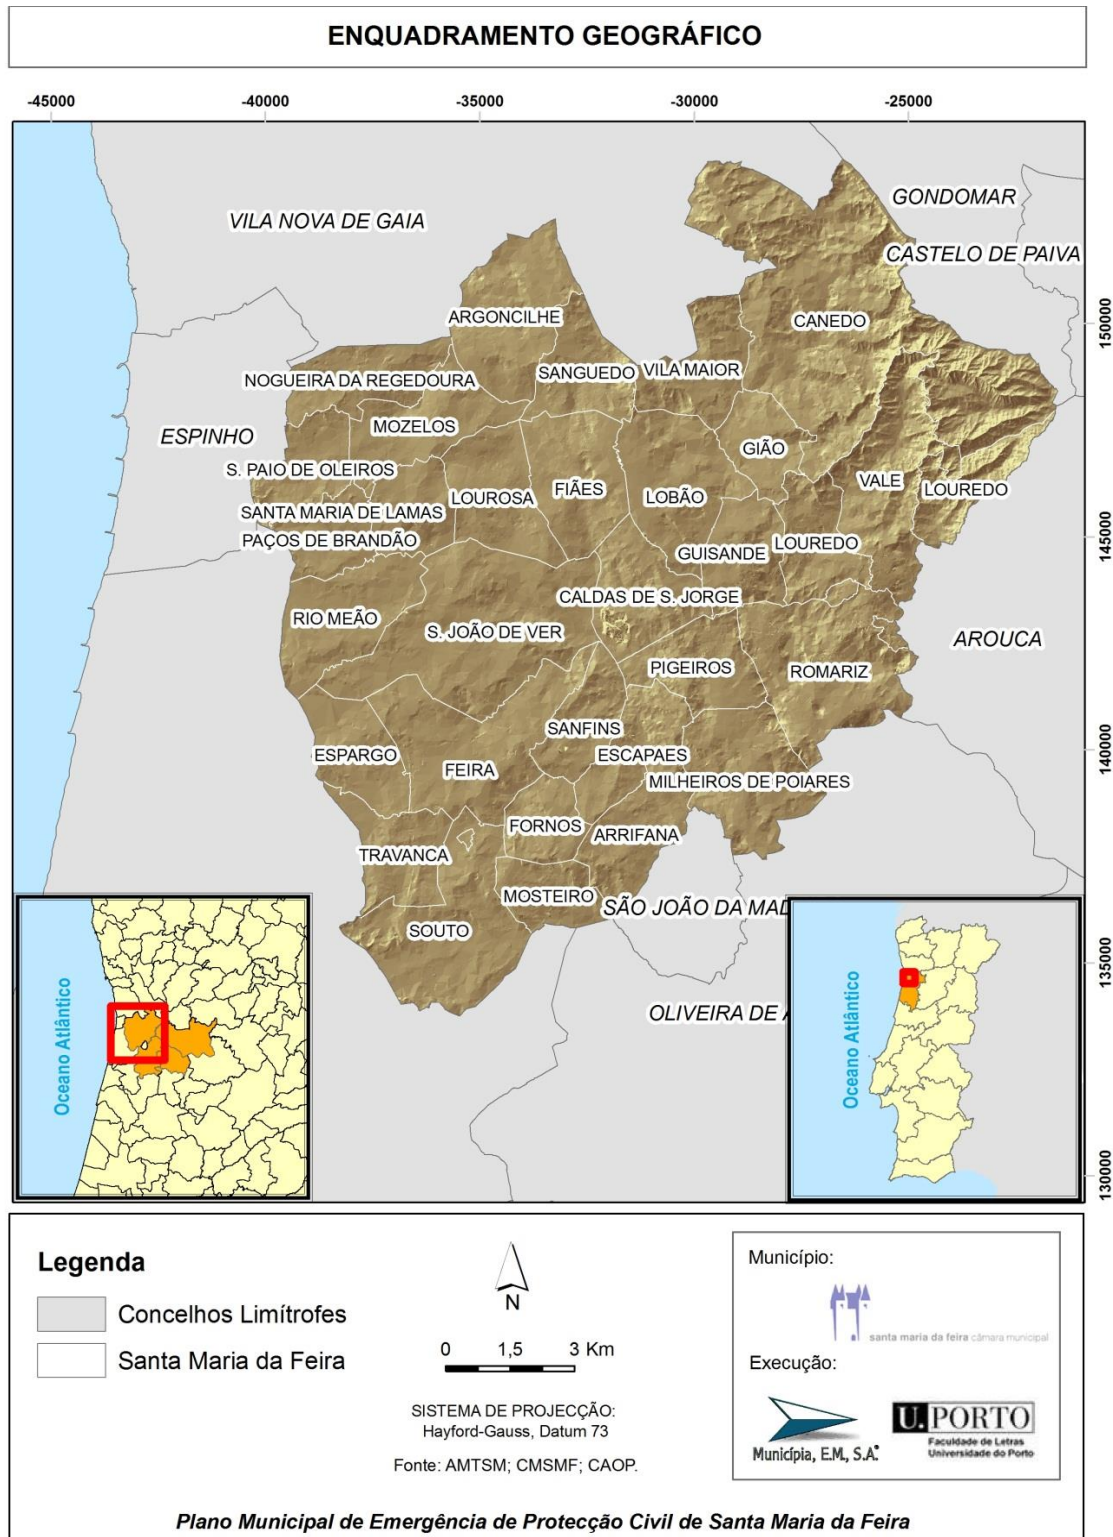 ENQUADRAMENTO GEOGRÁFICO
-45000 -40000 -35000 -30000 -25000
GONDOMAR
VILA NOVA DE GAIA
CASTELO DE PAIVA
ARGONCILHE
CANEDO
150000
SANGUEDO
VILA MAIOR
NOGUEIRA DA REGEDOURA
MOZELOS
ESPINHO
GIÃO
S. PAIO DE OLEIROS
VALE
FIÃES
LOUREDO
LOUROSA
LOBÃO
SANTA MARIA DE LAMAS
PAÇOS DE BRANDÃO
145000
GUISANDE
LOUREDO
CALDAS DE S. JORGE
RIO MEÃO
S. JOÃO DE VER
AROUCA
PIGEIROS
ROMARIZ
SANFINS
ESPARGO
ESCAPAES
140000
FEIRA
MILHEIROS DE POIARES
FORNOS
ARRIFANA
TRAVANCA
MOSTEIRO
SÃO JOÃO DA MAD
SOUTO
135000
OLIVEIRA DE A
Oceano Atlântico
Oceano Atlântico
130000
Legenda
Concelhos Limítrofes
Santa Maria da Feira
N
0 1,5 3 Km
SISTEMA DE PROJECÇÃO:
Hayford-Gauss, Datum 73
Fonte: AMTSM; CMSMF; CAOP.
Município:
santa maria da feira câmara municipal
Execução:
Municípia, E.M., S.A.
U. PORTO
Faculdade de Letras
Universidade do Porto
Plano Municipal de Emergência de Protecção Civil de Santa Maria da Feira